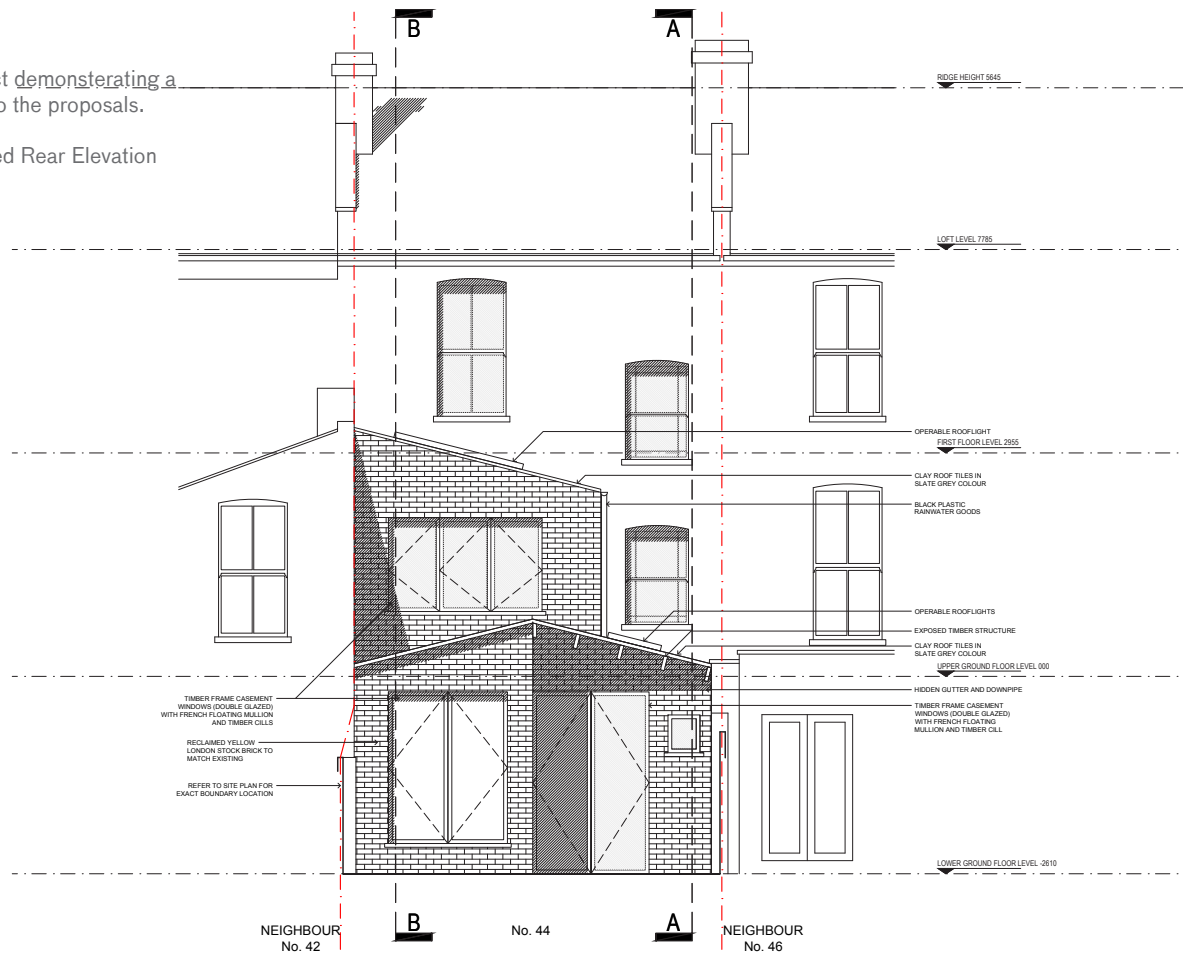 B
A
ct demonsterating a
o the proposals.
ed Rear Elevation
RIDGE HEIGHT 5645
LOFT LEVEL 7785
OPERABLE ROOFLIGHT
FIRST FLOOR LEVEL 2955
CLAY ROOF TILES IN
SLATE GREY COLOUR
BLACK PLASTIC
RAINWATER GOODS
OPERABLE ROOFLIGHTS
EXPOSED TIMBER STRUCTURE
CLAY ROOF TILES IN
SLATE GREY COLOUR
UPPER GROUND FLOOR LEVEL 000
HIDDEN GUTTER AND DOWNPIPE
TIMBER FRAME CASEMENT
WINDOWS (DOUBLE GLAZED)
WITH FRENCH FLOATING
MULLION AND TIMBER CILL
TIMBER FRAME CASEMENT
WINDOWS (DOUBLE GLAZED)
WITH FRENCH FLOATING MULLION
AND TIMBER CILLS
RECLAIMED YELLOW
LONDON STOCK BRICK TO
MATCH EXISTING
REFER TO SITE PLAN FOR
EXACT BOUNDARY LOCATION
LOWER GROUND FLOOR LEVEL -2610
B
A
NEIGHBOUR
No. 42
No. 44
NEIGHBOUR
No. 46